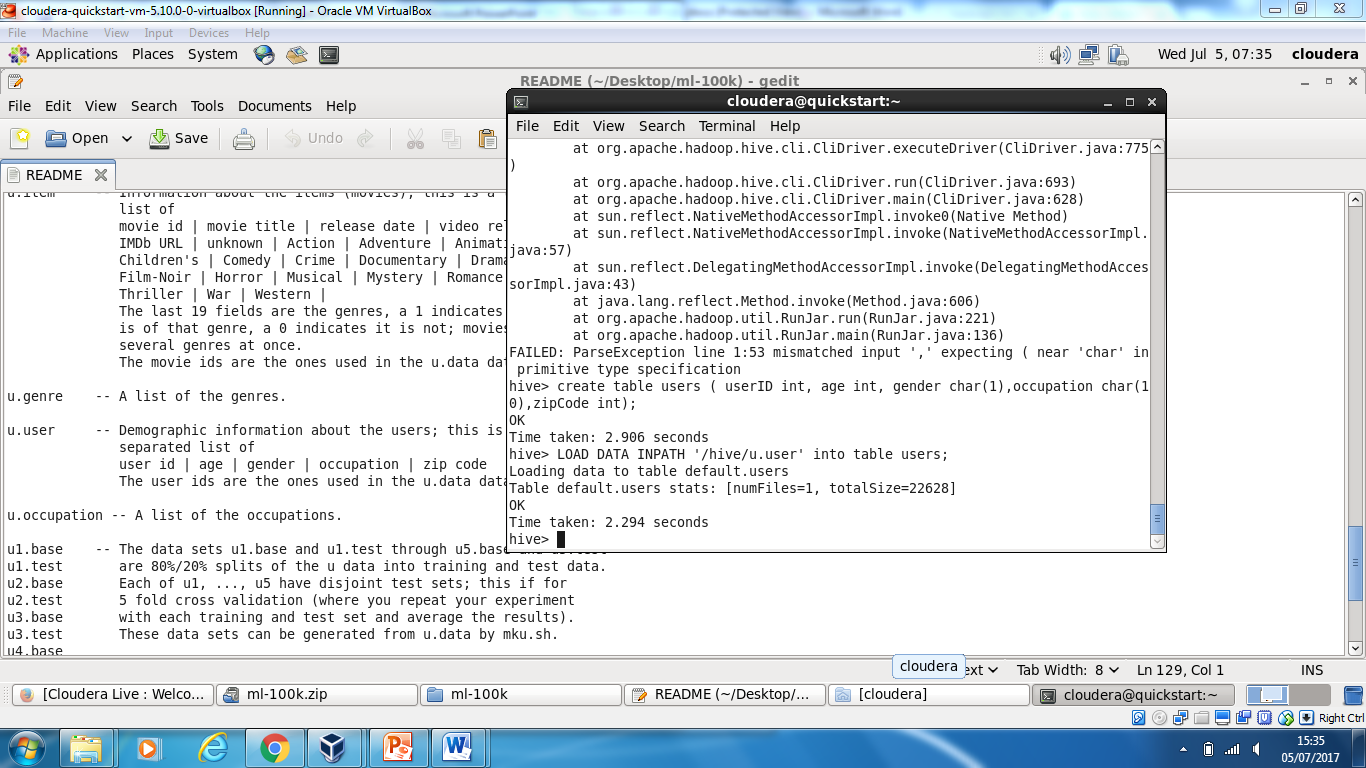 cloudera-quickstart-vm-5.10.0-0-virtualbox [Running] - Oracle VM VirtualBox
File Machine View Input Devices Help
Applications Places System Wed Jul 5, 07:35 cloudera
README (~/Desktop/ml-100k) - gedit
File Edit View Search Tools Documents Help
Open Save Undo
README
u.item -- Information about the items (movies); this is a
list of
movie id | movie title | release date | video rel
IMDb URL | unknown | Action | Adventure | Animati
Children's | Comedy | Crime | Documentary | Drama
Film-Noir | Horror | Musical | Mystery | Romance
Thriller | War | Western |
The last 19 fields are the genres, a 1 indicates
is of that genre, a 0 indicates it is not; movies
several genres at once.
The movie ids are the ones used in the u.data dat
u.genre -- A list of the genres.
u.user -- Demographic information about the users; this is
separated list of
user id | age | gender | occupation | zip code
The user ids are the ones used in the u.data data
u.occupation -- A list of the occupations.
u1.base -- The data sets u1.base and u1.test through u5.base
u1.test are 80%/20% splits of the u data into training and test data.
u2.base Each of u1, ..., u5 have disjoint test sets; this if for
u2.test 5 fold cross validation (where you repeat your experiment
u3.base with each training and test set and average the results).
u3.test These data sets can be generated from u.data by mku.sh.
u4.base
cloudera@quickstart:~
File Edit View Search Terminal Help
at org.apache.hadoop.hive.cli.CliDriver.executeDriver(CliDriver.java:775
)
at org.apache.hadoop.hive.cli.CliDriver.run(CliDriver.java:693)
at org.apache.hadoop.hive.cli.CliDriver.main(CliDriver.java:628)
at sun.reflect.NativeMethodAccessorImpl.invoke0(Native Method)
at sun.reflect.NativeMethodAccessorImpl.invoke(NativeMethodAccessorImpl.
java:57)
at sun.reflect.DelegatingMethodAccessorImpl.invoke(DelegatingMethodAcces
sorImpl.java:43)
at java.lang.reflect.Method.invoke(Method.java:606)
at org.apache.hadoop.util.RunJar.run(RunJar.java:221)
at org.apache.hadoop.util.RunJar.main(RunJar.java:136)
FAILED: ParseException line 1:53 mismatched input ',' expecting ( near 'char' in
primitive type specification
hive> create table users ( userID int, age int, gender char(1),occupation char(1
0),zipCode int);
OK
Time taken: 2.906 seconds
hive> LOAD DATA INPATH '/hive/u.user' into table users;
Loading data to table default.users
Table default.users stats: [numFiles=1, totalSize=22628]
OK
Time taken: 2.294 seconds
hive>
cloudera
ext Tab Width: 8 Ln 129, Col 1 INS
[Cloudera Live : Welco... ml-100k.zip ml-100k README (~/Desktop/... [cloudera] cloudera@quickstart:~
Right Ctrl
15:35
05/07/2017